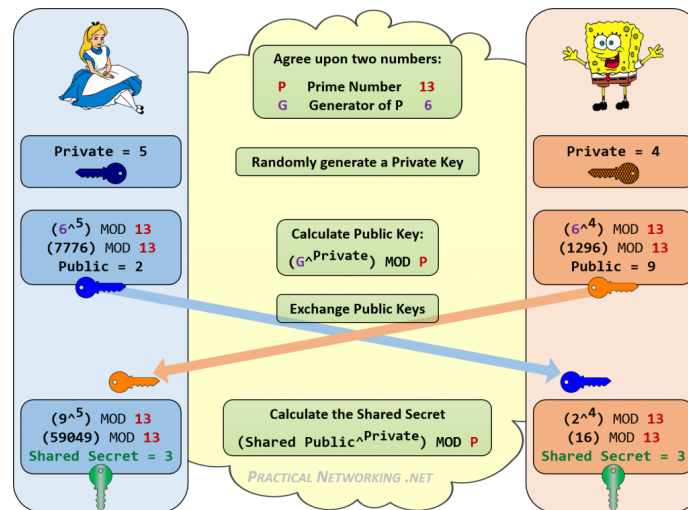 Agree upon two numbers:
P Prime Number 13
G Generator of P 6
Private = 5
Randomly generate a Private Key
Private = 4
(6^5) MOD 13
(7776) MOD 13
Public = 2
Calculate Public Key:
(G^Private) MOD P
(6^4) MOD 13
(1296) MOD 13
Public = 9
Exchange Public Keys
(9^5) MOD 13
(59049) MOD 13
Shared Secret = 3
Calculate the Shared Secret
(Shared Public^Private) MOD P
(2^4) MOD 13
(16) MOD 13
Shared Secret = 3
PRACTICAL NETWORKING .NET